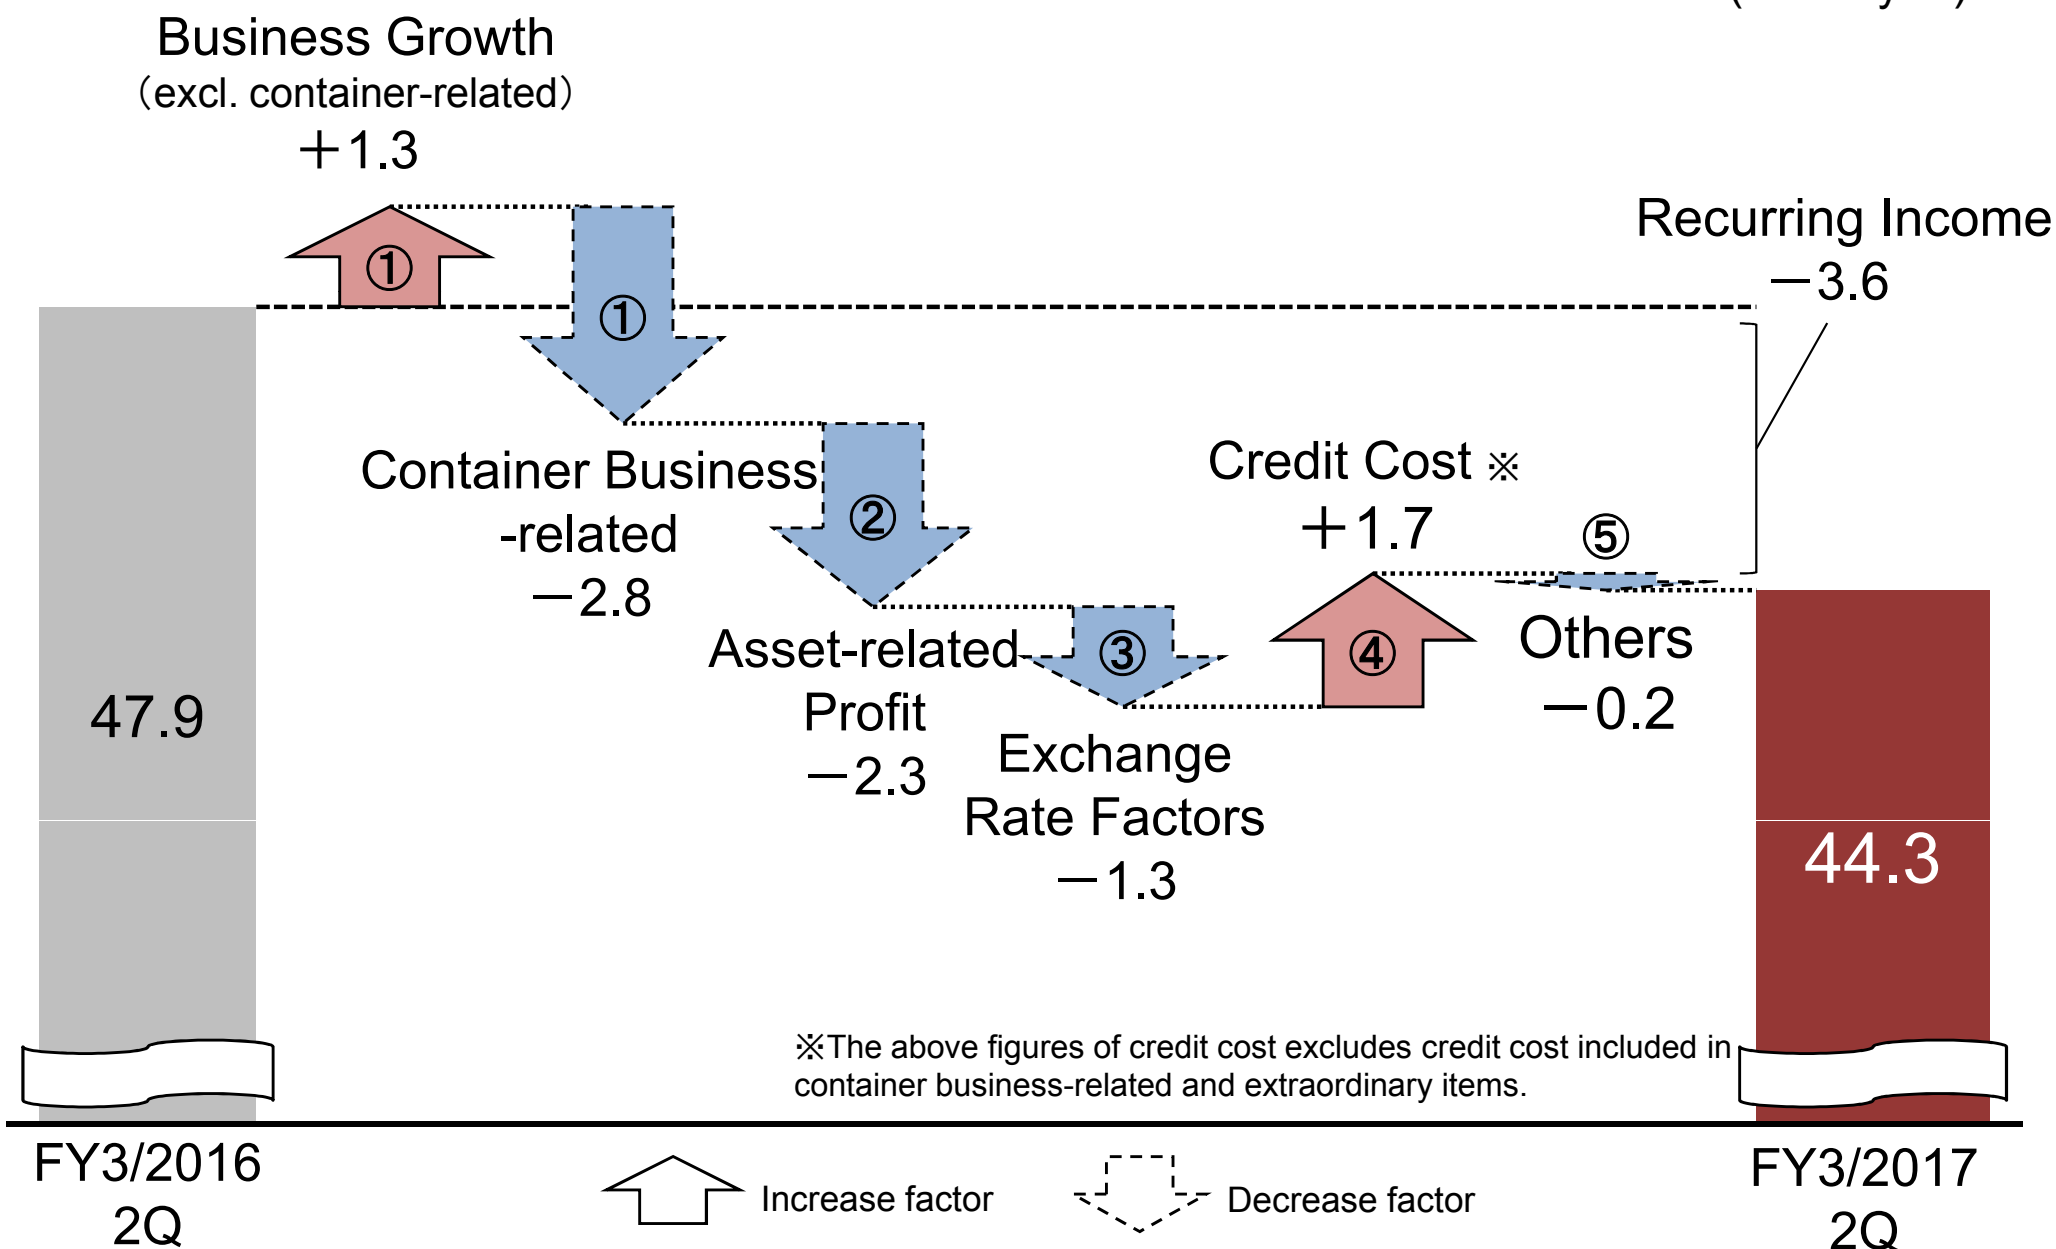 Business Growth
（excl. container-related）
＋1.3
①
①
Recurring Income
－3.6
Container Business
-related
－2.8
②
Credit Cost ※
＋1.7
⑤
Asset-related
Profit
－2.3
③
④
Others
－0.2
Exchange
Rate Factors
－1.3
47.9
44.3
※The above figures of credit cost excludes credit cost included in
container business-related and extraordinary items.
FY3/2016
2Q
Increase factor
Decrease factor
FY3/2017
2Q